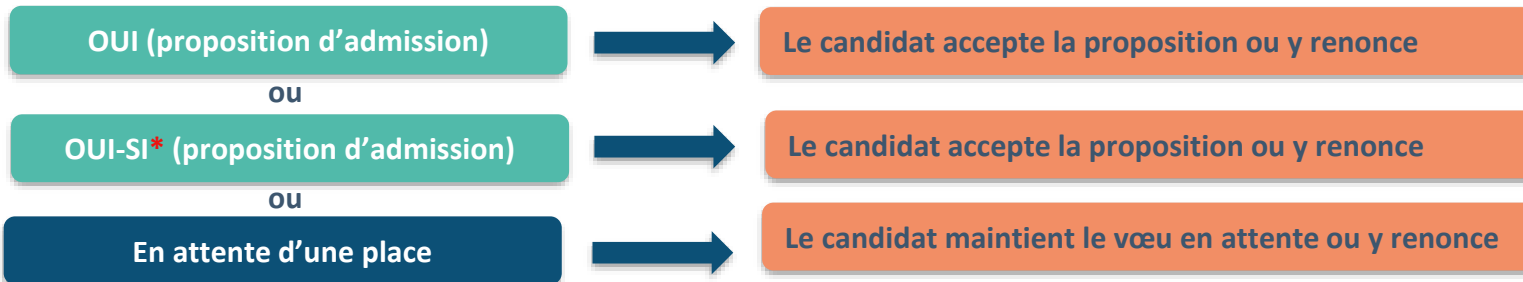 OUI (proposition d’admission)
Le candidat accepte la proposition ou y renonce
ou
OUI-SI* (proposition d’admission)
Le candidat accepte la proposition ou y renonce
ou
En attente d’une place
Le candidat maintient le vœu en attente ou y renonce